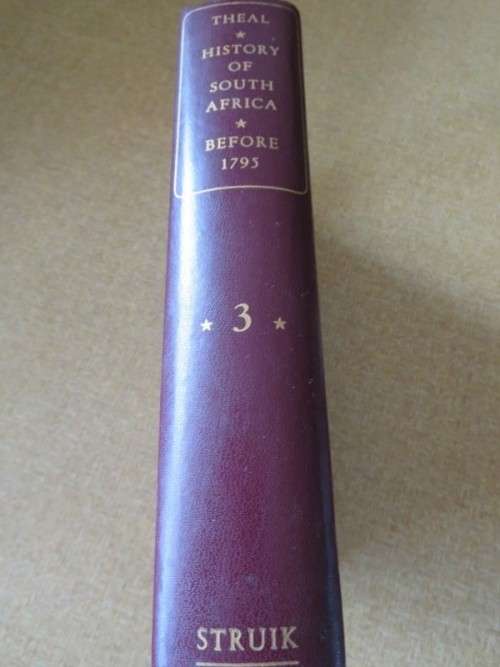 THEAL
★
HISTORY
OF
SOUTH
AFRICA
★
BEFORE
1795
★ 3 ★
STRUIK